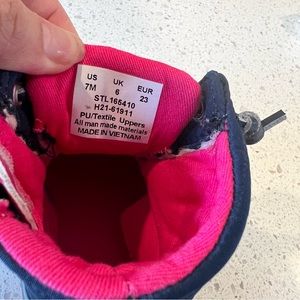 US UK EUR
7M 6 23
STL165410
H21-61911
PU/Textile Uppers
All man made materials
MADE IN VIETNAM